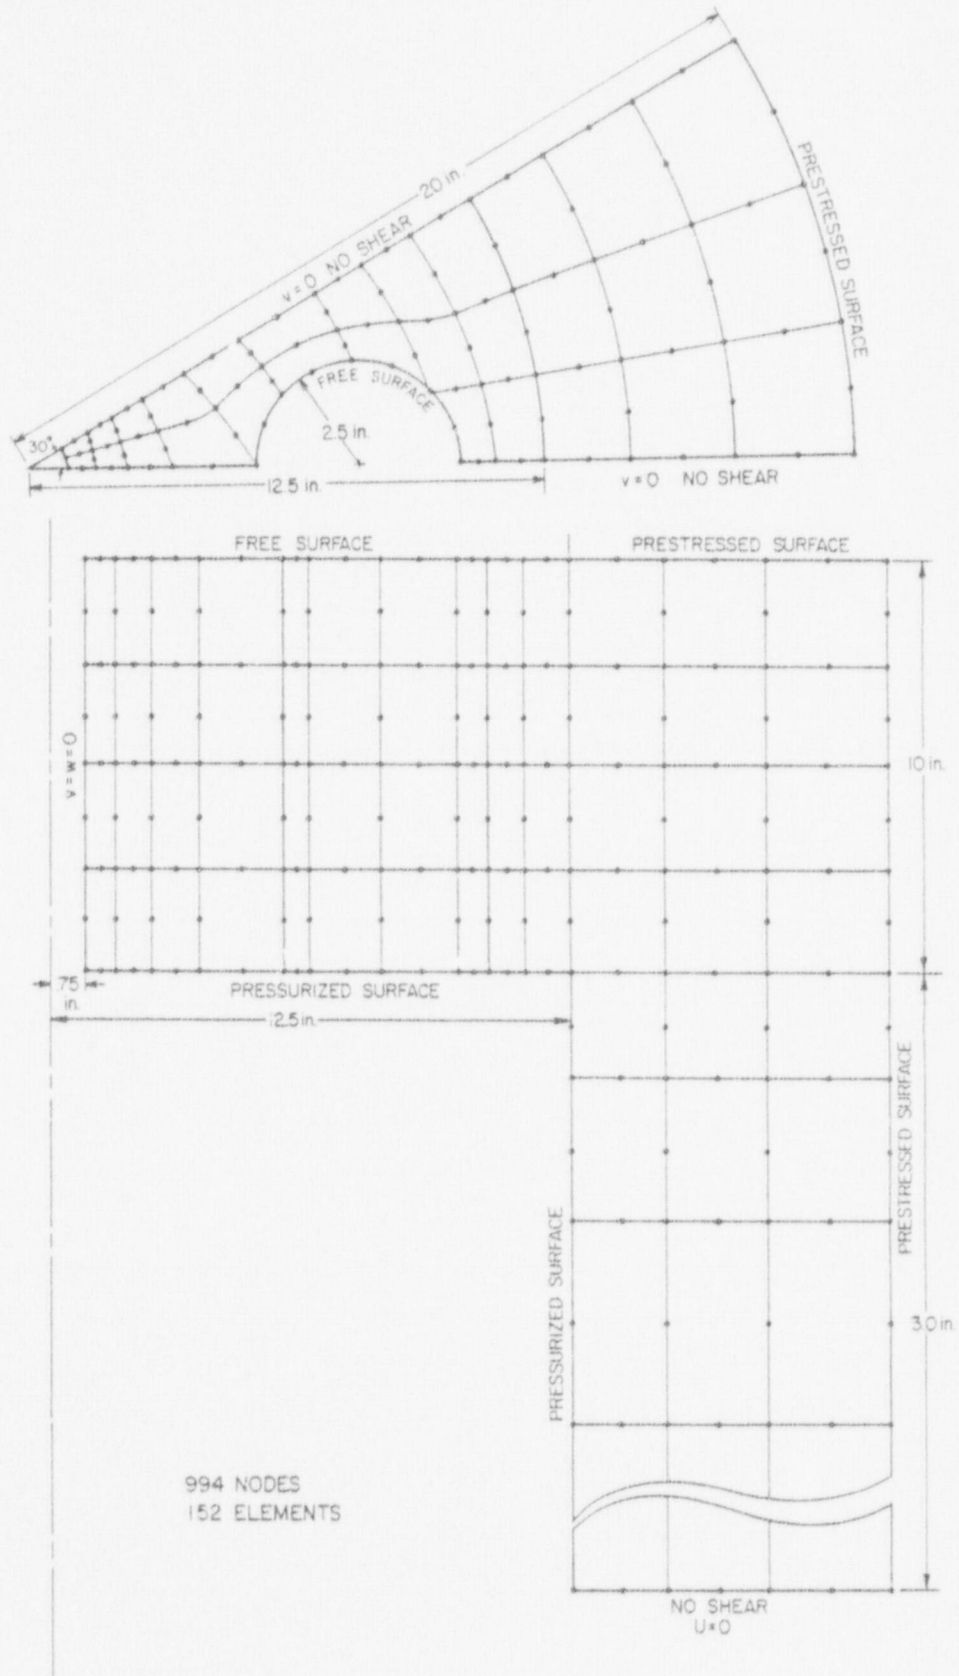 20 in.
PRESTRESSED SURFACE
v=0 NO SHEAR
30°
FREE SURFACE
2.5 in.
12.5 in.
v=0 NO SHEAR
FREE SURFACE
PRESTRESSED SURFACE
v=w=0
10 in.
.75
in.
PRESSURIZED SURFACE
12.5 in.
PRESTRESSED SURFACE
PRESSURIZED SURFACE
30 in.
994 NODES
152 ELEMENTS
NO SHEAR
U=0